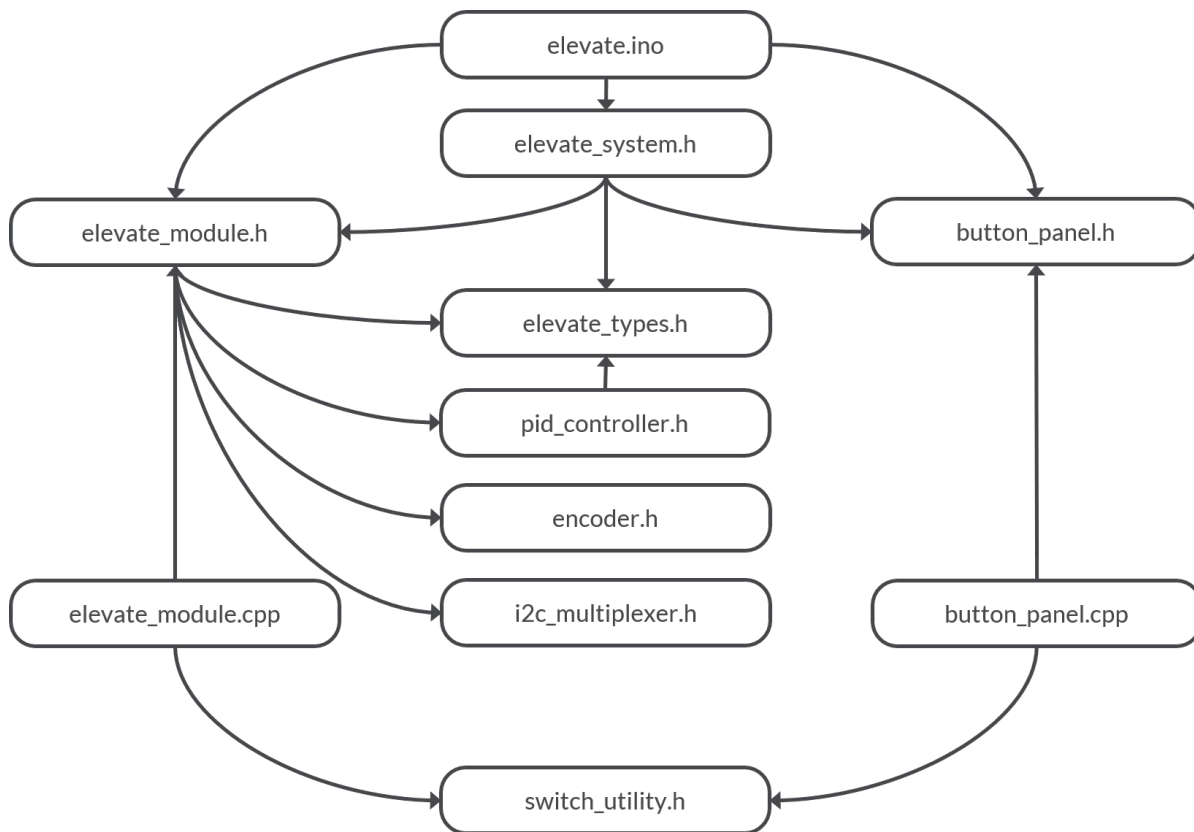 elevate.ino
elevate_system.h
elevate_module.h
button_panel.h
elevate_types.h
pid_controller.h
encoder.h
elevate_module.cpp
i2c_multiplexer.h
button_panel.cpp
switch_utility.h